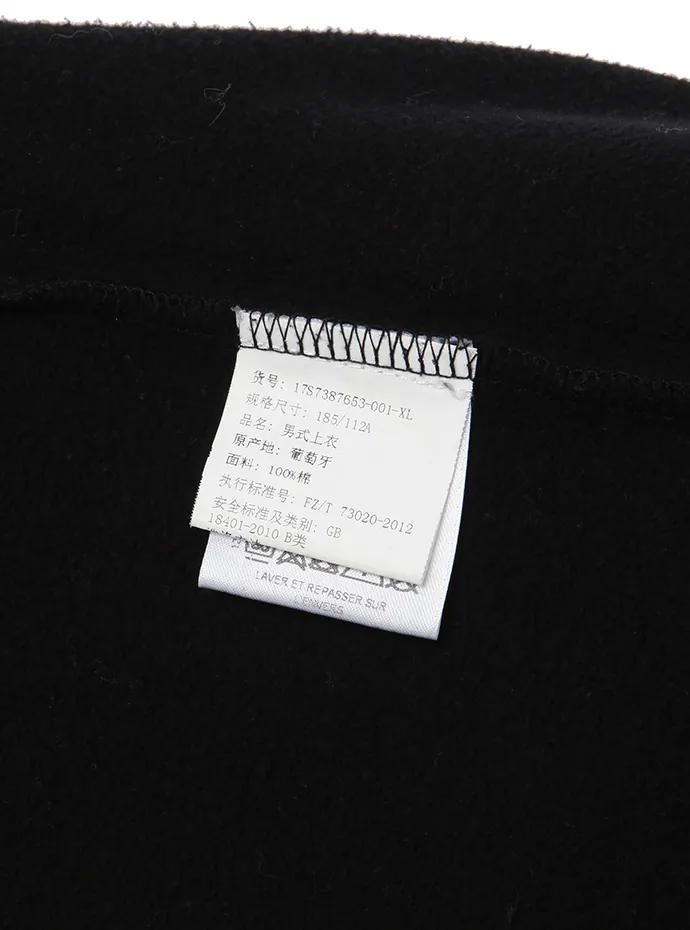 货号: 17S7387653-001-XL
规格尺寸: 185/112A
品名: 男式上衣
原产地: 葡萄牙
面料: 100%棉
执行标准号: FZ/T 73020-2012
安全标准及类别: GB
18401-2010 B类
LAVER ET REPASSER SUR
L'ENVERS